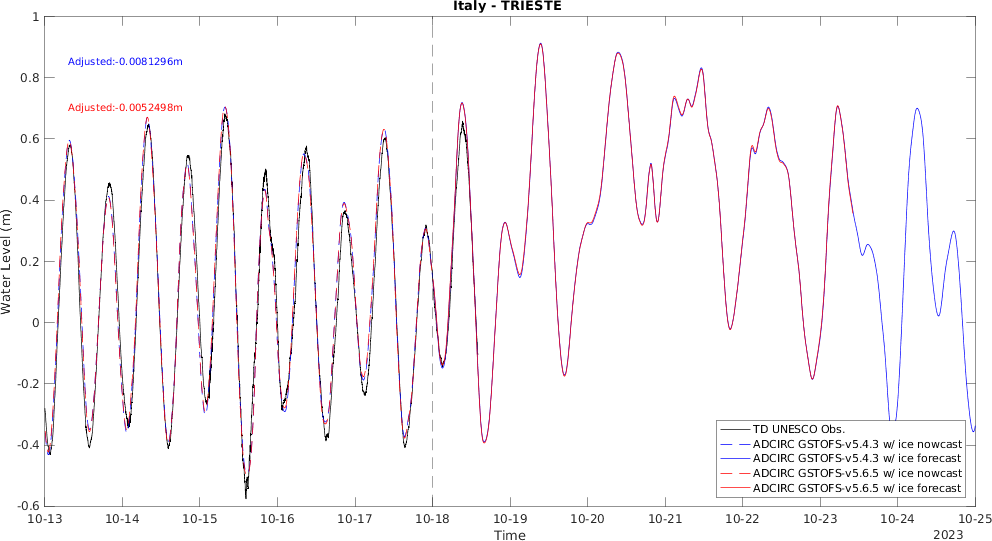 Italy - TRIESTE
Adjusted:-0.0081296m
Adjusted:-0.0052498m
Water Level (m)
1
0.8
0.6
0.4
0.2
0
-0.2
-0.4
-0.6
TD UNESCO Obs.
ADCIRC GSTOFS-v5.4.3 w/ ice nowcast
ADCIRC GSTOFS-v5.4.3 w/ ice forecast
ADCIRC GSTOFS-v5.6.5 w/ ice nowcast
ADCIRC GSTOFS-v5.6.5 w/ ice forecast
10-13 10-14 10-15 10-16 10-17 10-18 10-19 10-20 10-21 10-22 10-23 10-24 10-25
Time
2023